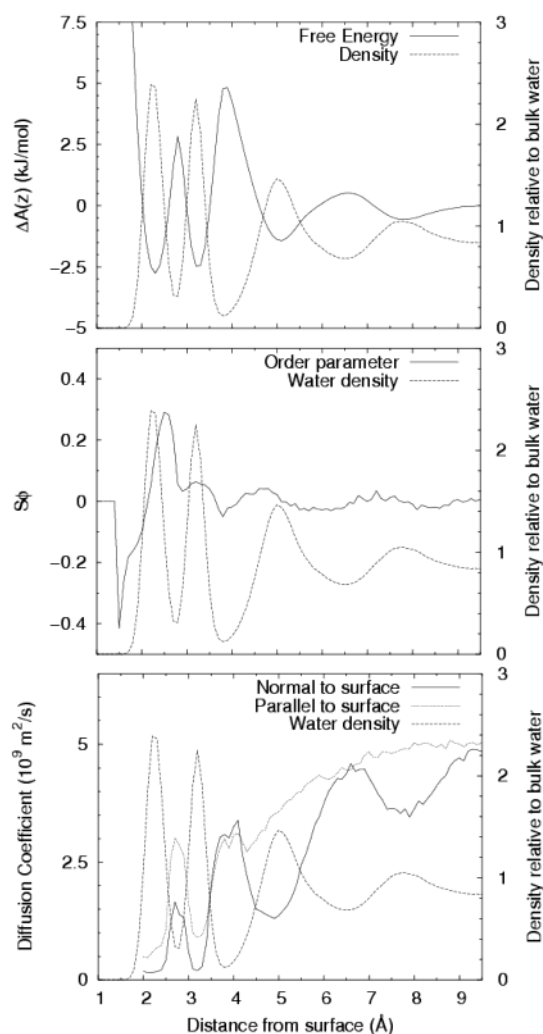 7.5
5
2.5
0
−2.5
−5
ΔA(z) (kJ/mol)
Free Energy
Density
3
2
1
0
Density relative to bulk water
0.4
0.2
0
−0.2
−0.4
Sϕ
Order parameter
Water density
3
2
1
0
Density relative to bulk water
5
2.5
0
Diffusion Coefficient (10⁹ m²/s)
Normal to surface
Parallel to surface
Water density
3
2
1
0
Density relative to bulk water
1 2 3 4 5 6 7 8 9
Distance from surface (Å)